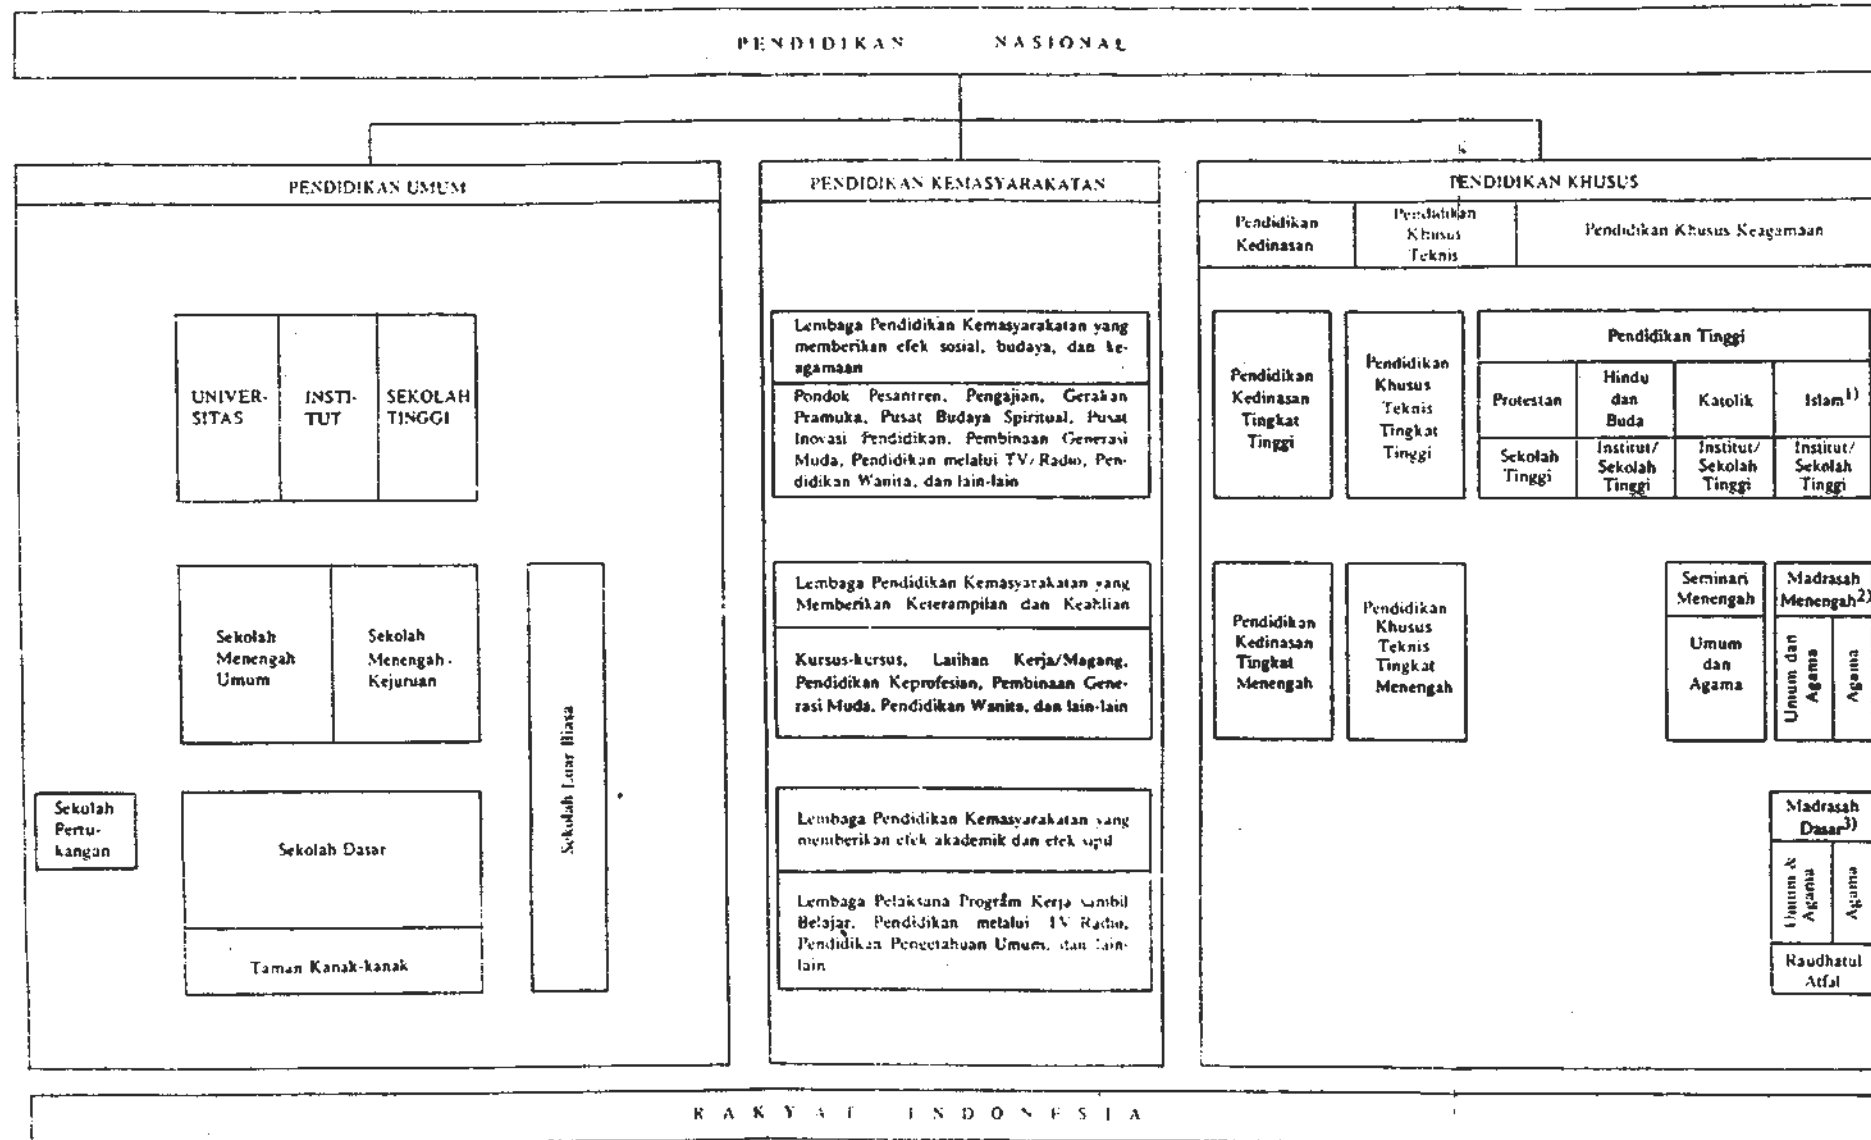 PENDIDIKAN NASIONAL
PENDIDIKAN UMUM
UNIVER-
SITAS
INSTI-
TUT
SEKOLAH
TINGGI
Sekolah
Menengah
Umum
Sekolah
Menengah-
Kejuruan
Sekolah Luar Biasa
Sekolah
Pertu-
kangan
Sekolah Dasar
Taman Kanak-kanak
PENDIDIKAN KEMASYARAKATAN
Lembaga Pendidikan Kemasyarakatan yang
memberikan efek sosial, budaya, dan ke-
agamaan
Pondok Pesantren, Pengajian, Gerakan
Pramuka, Pusat Budaya Spiritual, Pusat
Inovasi Pendidikan, Pembinaan Generasi
Muda, Pendidikan melalui TV/Radio, Pen-
didikan Wanita, dan lain-lain
Lembaga Pendidikan Kemasyarakatan yang
Memberikan Keterampilan dan Keahlian
Kursus-kursus, Latihan Kerja/Magang,
Pendidikan Keprofesian, Pembinaan Gene-
rasi Muda, Pendidikan Wanita, dan lain-lain
Lembaga Pendidikan Kemasyarakatan yang
memberikan efek akademik dan efek
Lembaga Pelaksana Program Kerja sambil
Belajar, Pendidikan melalui TV Radio,
Pendidikan Pengetahuan Umum, dan lain-
lain
PENDIDIKAN KHUSUS
Pendidikan
Kedinasan
Pendidikan
Khusus
Teknis
Pendidikan Khusus Keagamaan
Pendidikan
Kedinasan
Tingkat
Tinggi
Pendidikan
Khusus
Teknis
Tingkat
Tinggi
Pendidikan Tinggi
Protestan
Hindu
dan
Buda
Katolik
Islam1)
Sekolah
Tinggi
Institut/
Sekolah
Tinggi
Institut/
Sekolah
Tinggi
Institut/
Sekolah
Tinggi
Pendidikan
Kedinasan
Tingkat
Menengah
Pendidikan
Khusus
Teknis
Tingkat
Menengah
Seminari
Menengah
Umum
dan
Agama
Madrasah
Menengah2)
Umum dan
Agama
Agama
Madrasah
Dasar3)
Umum &
Agama
Agama
Raudhatul
Atfal
RAKYAT INDONESIA